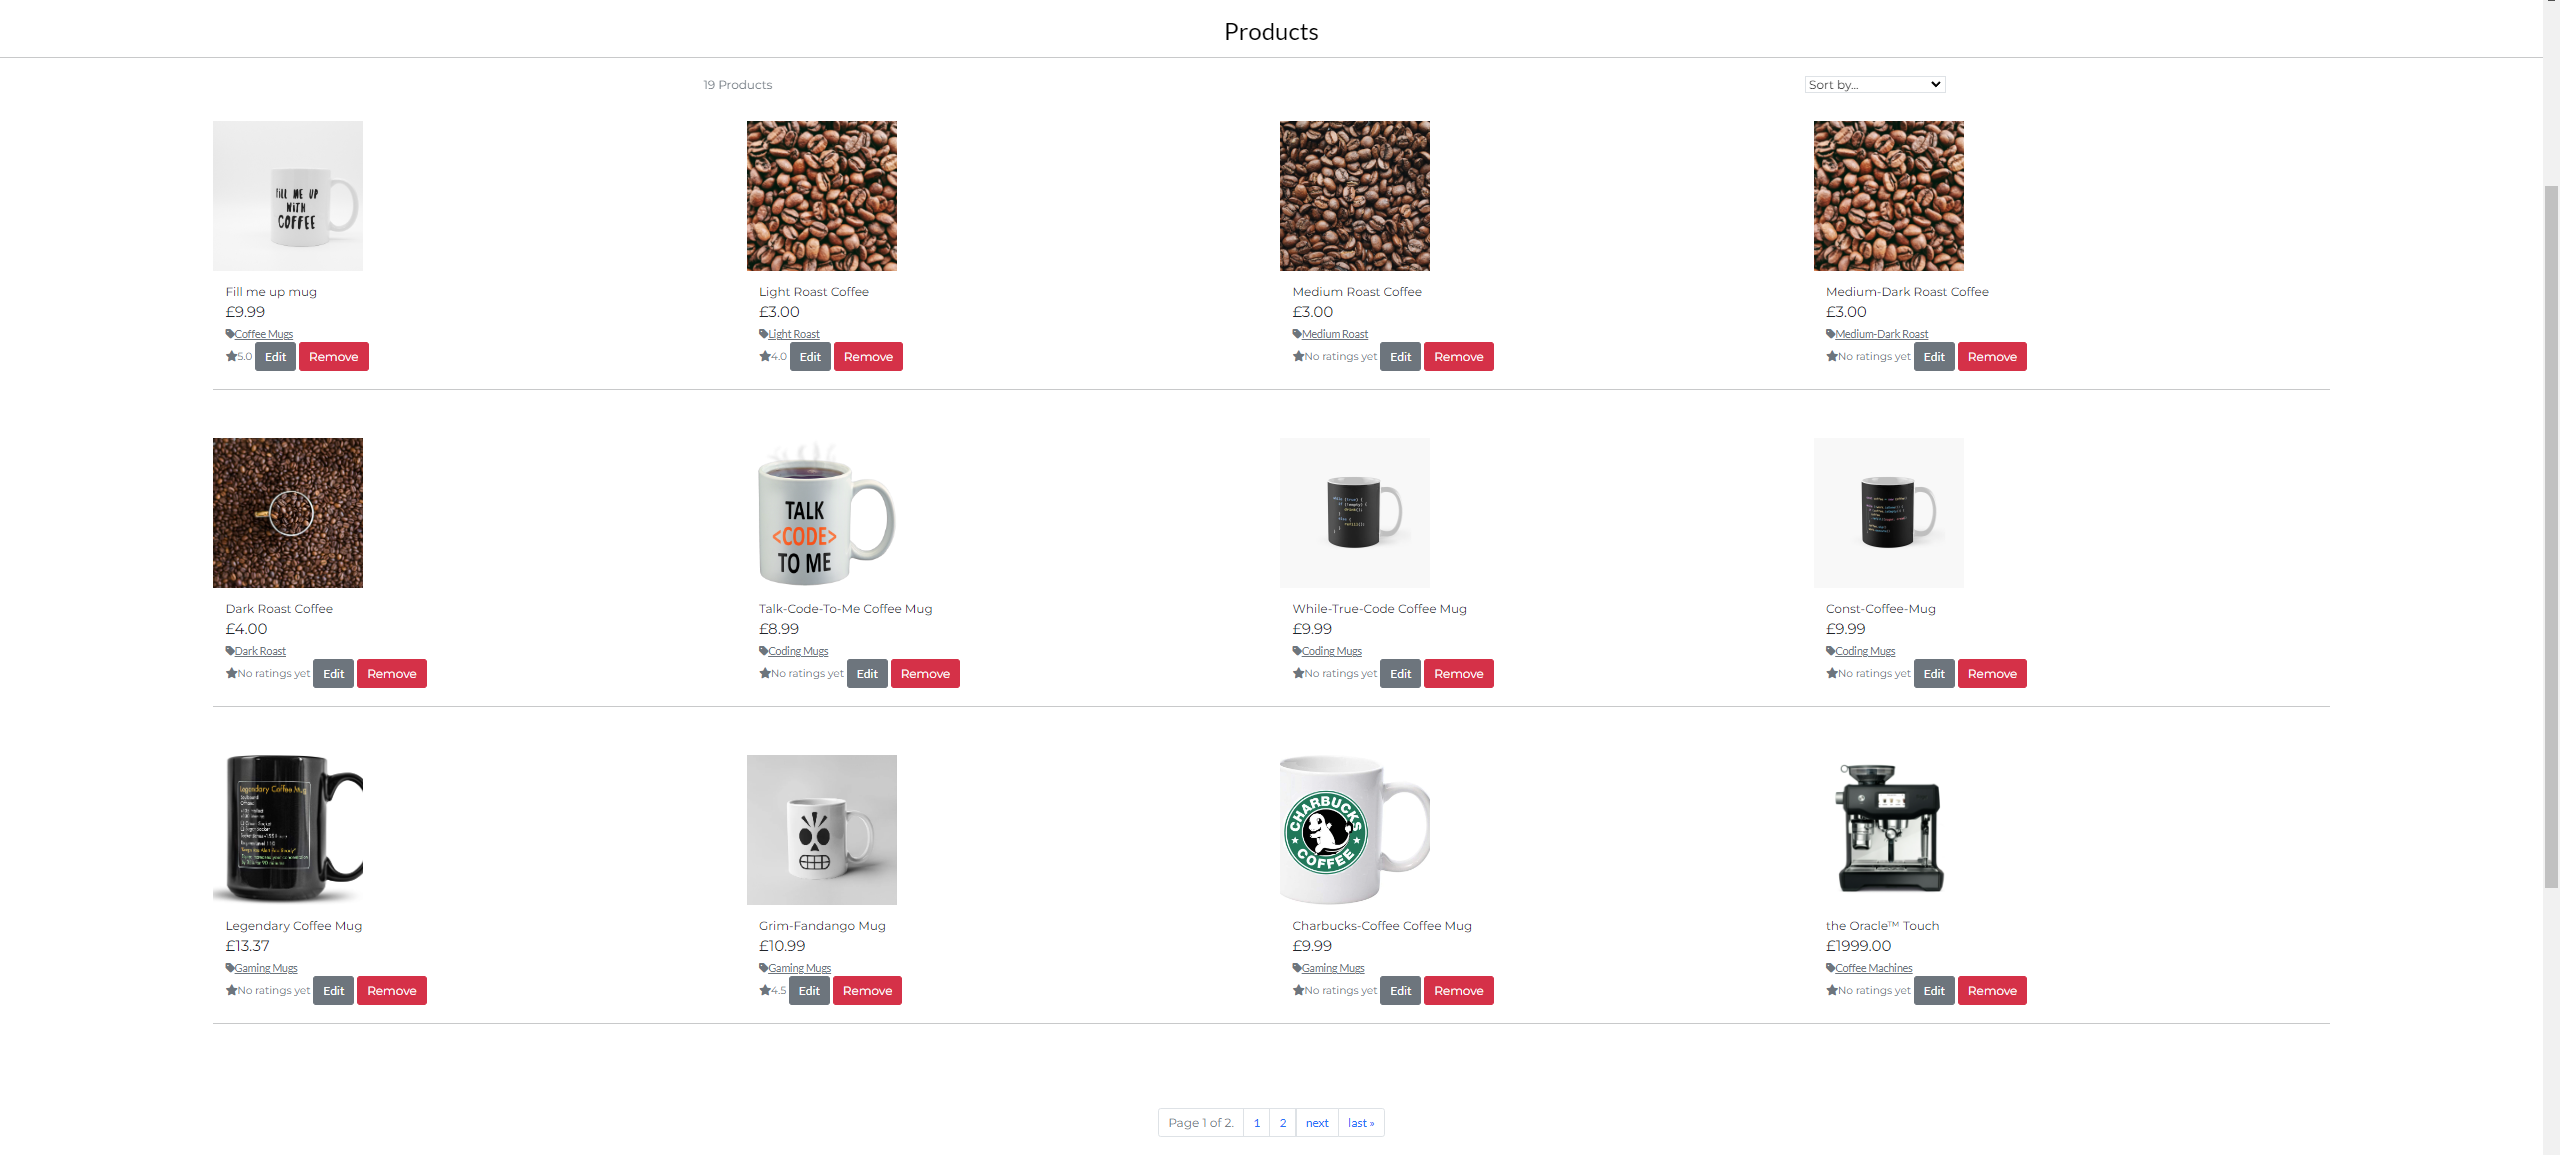 Products
19 Products
Sort by...
FILL ME UP
WITH
COFFEE
Fill me up mug
£9.99
Coffee Mugs
5.0 Edit Remove
Light Roast Coffee
£3.00
Light Roast
4.0 Edit Remove
Medium Roast Coffee
£3.00
Medium Roast
No ratings yet Edit Remove
Medium-Dark Roast Coffee
£3.00
Medium-Dark Roast
No ratings yet Edit Remove
Dark Roast Coffee
£4.00
Dark Roast
No ratings yet Edit Remove
TALK
<CODE>
TO ME
Talk-Code-To-Me Coffee Mug
£8.99
Coding Mugs
No ratings yet Edit Remove
While-True-Code Coffee Mug
£9.99
Coding Mugs
No ratings yet Edit Remove
Const-Coffee-Mug
£9.99
Coding Mugs
No ratings yet Edit Remove
Legendary Coffee Mug
Legendary Coffee Mug
£13.37
Gaming Mugs
No ratings yet Edit Remove
Grim-Fandango Mug
£10.99
Gaming Mugs
4.5 Edit Remove
CHARBUCKS
COFFEE
Charbucks-Coffee Coffee Mug
£9.99
Gaming Mugs
No ratings yet Edit Remove
the Oracle™ Touch
£1999.00
Coffee Machines
No ratings yet Edit Remove
Page 1 of 2. 1 2 next last »